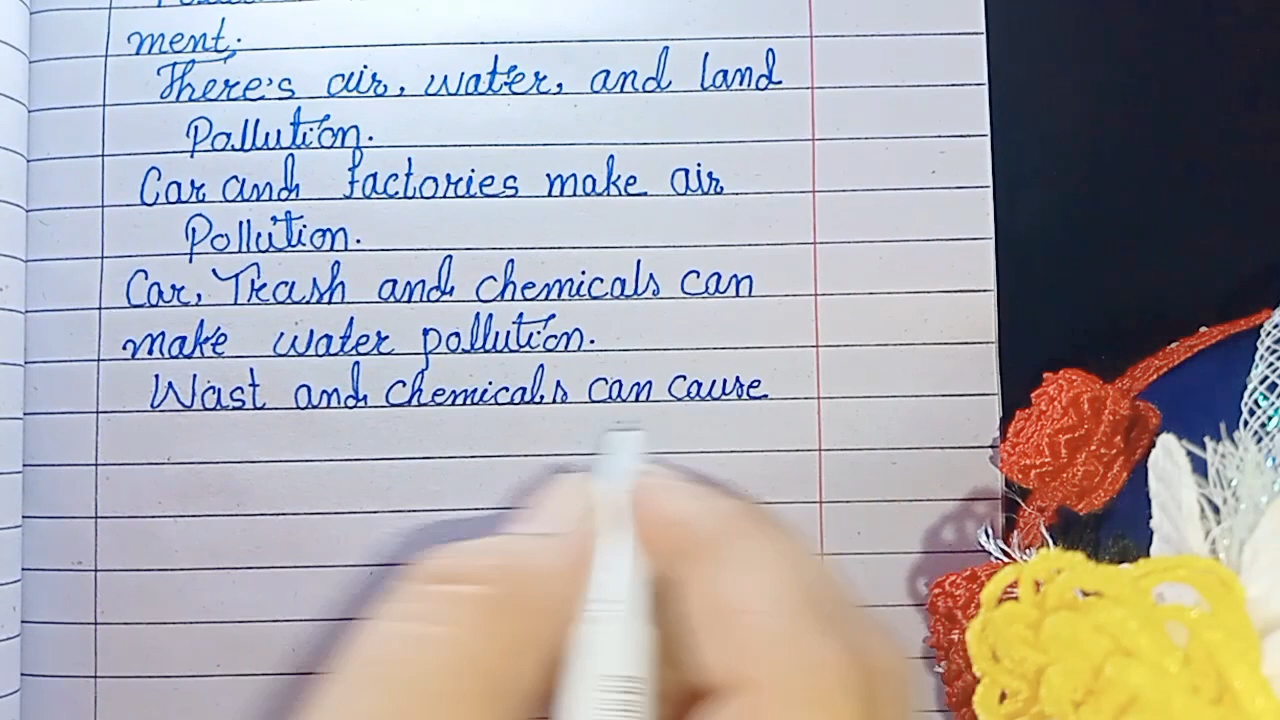 ment.
There's air, water, and land
Pollution.
Car and factories make air
Pollution.
Car, Trash and chemicals can
make water pollution.
Wast and chemicals can cause